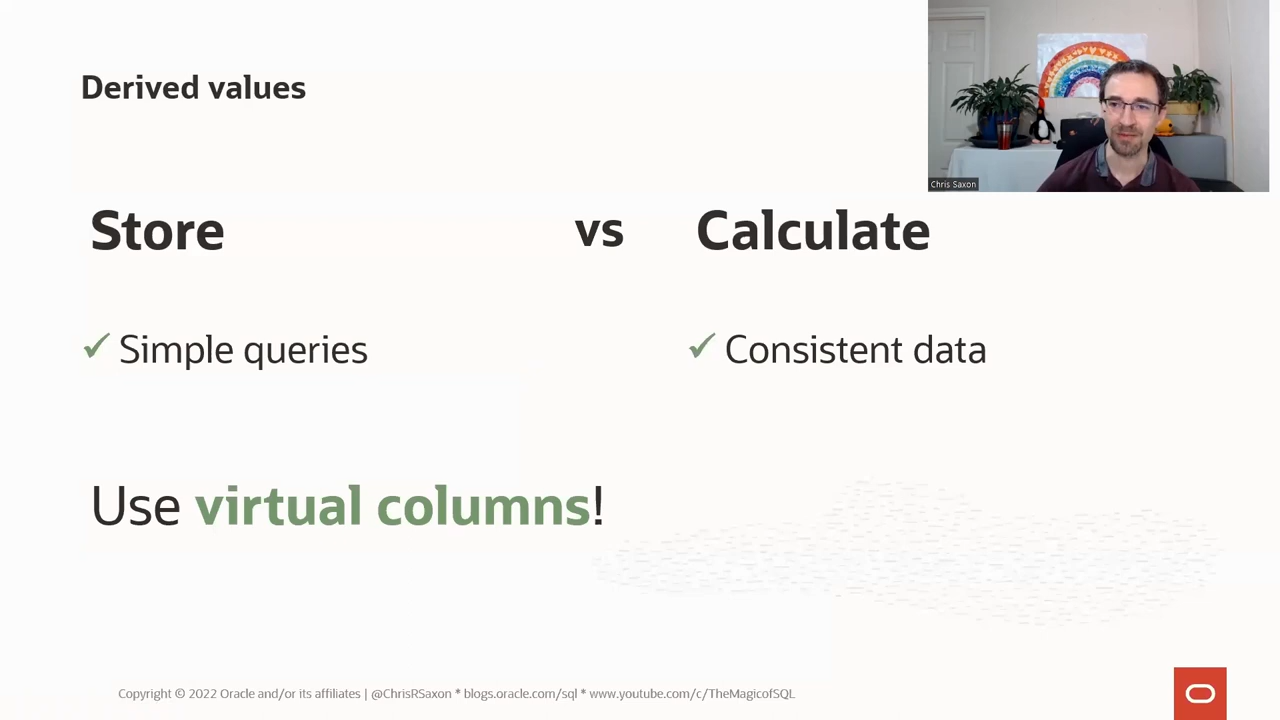 Derived values
Chris Saxon
Store vs Calculate
✓ Simple queries
✓ Consistent data
Use virtual columns!
Copyright © 2022 Oracle and/or its affiliates | @ChrisRSaxon * blogs.oracle.com/sql * www.youtube.com/c/TheMagicofSQL